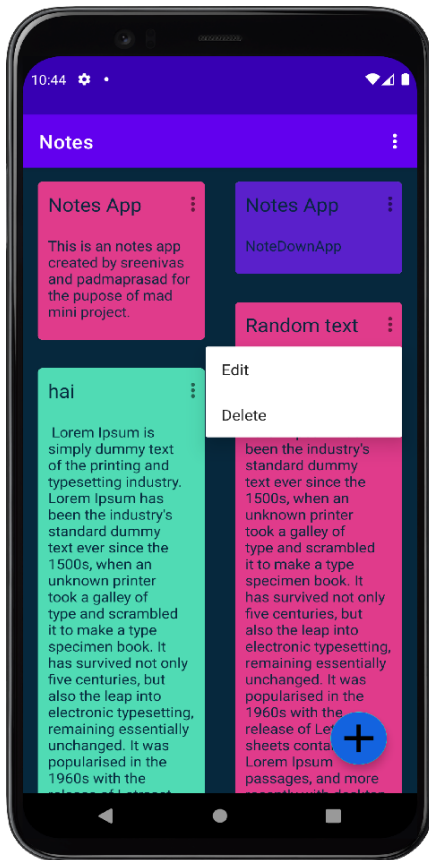 10:44
Notes
Notes App
This is an notes app
created by sreenivas
and padmaprasad for
the pupose of mad
mini project.
Notes App
NoteDownApp
hai
Lorem Ipsum is
simply dummy text
of the printing and
typesetting industry.
Lorem Ipsum has
been the industry's
standard dummy
text ever since the
1500s, when an
unknown printer
took a galley of
type and scrambled
it to make a type
specimen book. It
has survived not only
five centuries, but
also the leap into
electronic typesetting,
remaining essentially
unchanged. It was
popularised in the
1960s with the
release of Letraset
Random text
Edit
Delete
been the industry's
standard dummy
text ever since the
1500s, when an
unknown printer
took a galley of
type and scrambled
it to make a type
specimen book. It
has survived not only
five centuries, but
also the leap into
electronic typesetting,
remaining essentially
unchanged. It was
popularised in the
1960s with the
release of
sheets
Lorem Ipsum
passages, and more
recently with desktop